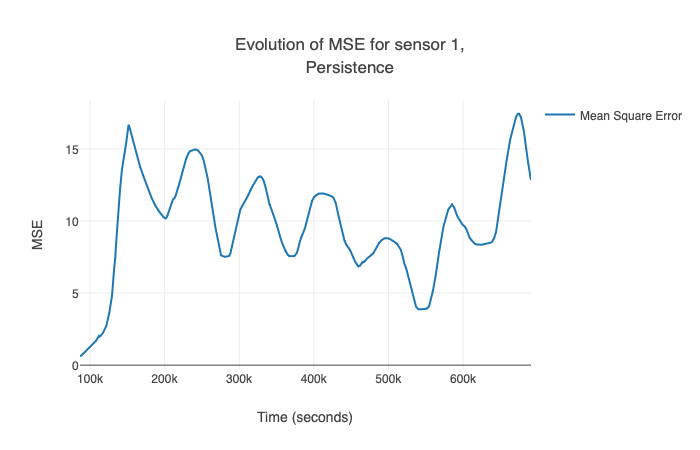 Evolution of MSE for sensor 1,
Persistence
Mean Square Error
MSE
15
10
5
0
100k
200k
300k
400k
500k
600k
Time (seconds)